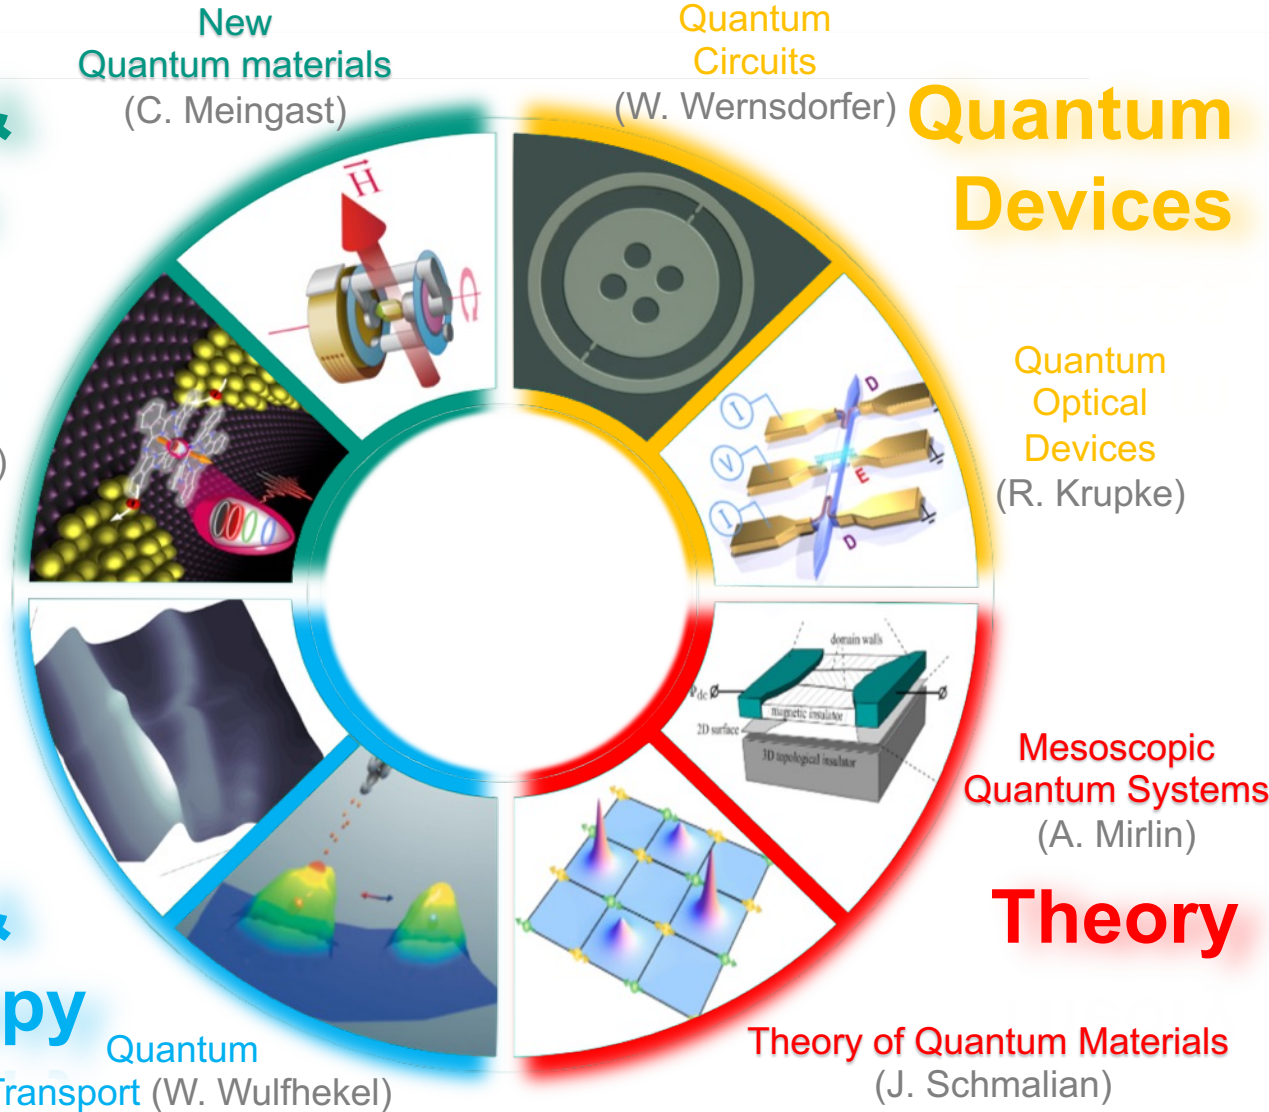 New
Quantum materials
(C. Meingast)
Quantum
Circuits
(W. Wernsdorfer)
Quantum
Devices
&
H
D
I
V
E
I
D
Quantum
Optical
Devices
(R. Krupke)
)
domain walls
P dc
magnetic insulator
2D surface
3D topological insulator
Mesoscopic
Quantum Systems
(A. Mirlin)
Theory
&
py
Quantum
Transport (W. Wulfhekel)
Theory of Quantum Materials
(J. Schmalian)